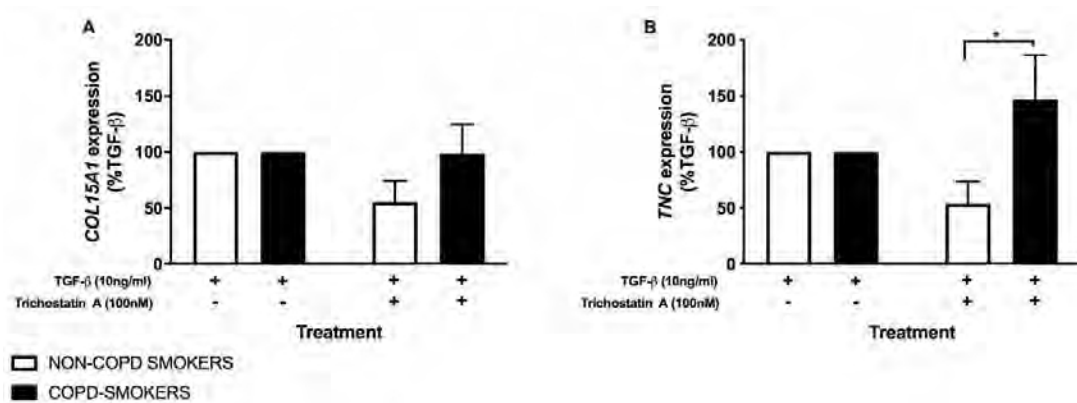 A
200
150
100
50
0
COL15A1 expression
(%TGF-β)
TGF-β (10ng/ml) + + + +
Trichostatin A (100nM) - - + +
Treatment
B
*
200
150
100
50
0
TNC expression
(%TGF-β)
TGF-β (10ng/ml) + + + +
Trichostatin A (100nM) - - + +
Treatment
NON-COPD SMOKERS
COPD-SMOKERS